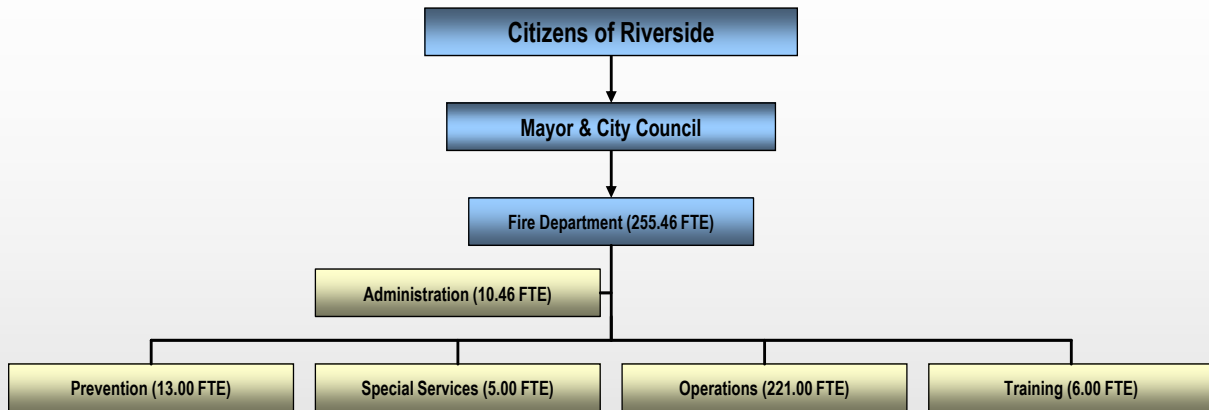 Citizens of Riverside
Mayor & City Council
Fire Department (255.46 FTE)
Administration (10.46 FTE)
Prevention (13.00 FTE)
Special Services (5.00 FTE)
Operations (221.00 FTE)
Training (6.00 FTE)